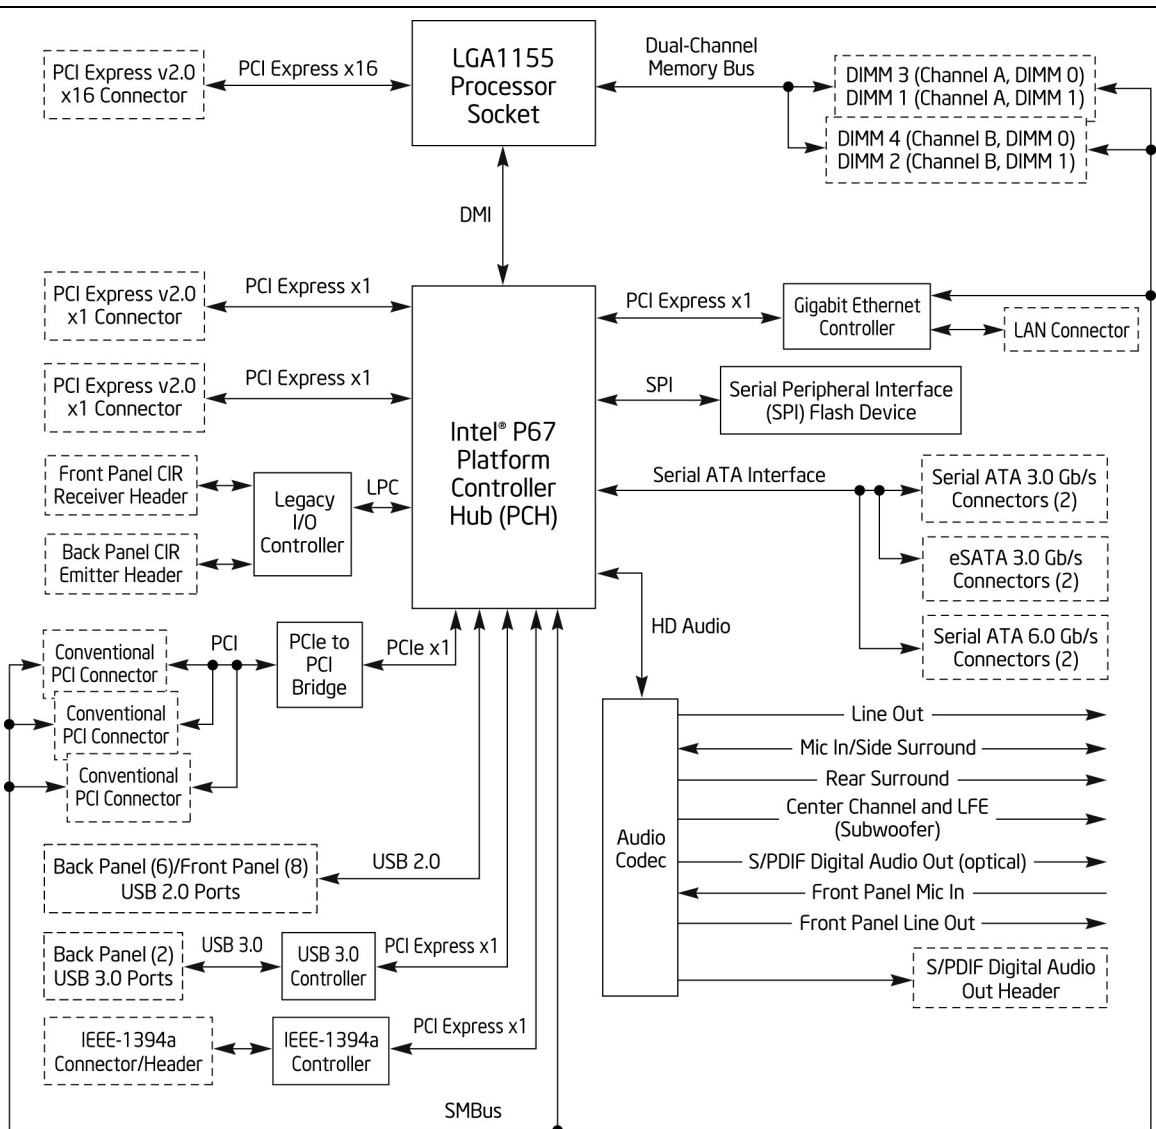 PCI Express v2.0
x16 Connector
PCI Express x16
LGA1155
Processor
Socket
Dual-Channel
Memory Bus
DIMM 3 (Channel A, DIMM 0)
DIMM 1 (Channel A, DIMM 1)
DIMM 4 (Channel B, DIMM 0)
DIMM 2 (Channel B, DIMM 1)
DMI
PCI Express v2.0
x1 Connector
PCI Express x1
PCI Express v2.0
x1 Connector
PCI Express x1
Intel® P67
Platform
Controller
Hub (PCH)
PCI Express x1
Gigabit Ethernet
Controller
LAN Connector
SPI
Serial Peripheral Interface
(SPI) Flash Device
Front Panel CIR
Receiver Header
Back Panel CIR
Emitter Header
Legacy
I/O
Controller
LPC
Serial ATA Interface
Serial ATA 3.0 Gb/s
Connectors (2)
eSATA 3.0 Gb/s
Connectors (2)
Serial ATA 6.0 Gb/s
Connectors (2)
HD Audio
Conventional
PCI Connector
Conventional
PCI Connector
Conventional
PCI Connector
PCI
PCIe to
PCI
Bridge
PCIe x1
Back Panel (6)/Front Panel (8)
USB 2.0 Ports
USB 2.0
Back Panel (2)
USB 3.0 Ports
USB 3.0
USB 3.0
Controller
PCI Express x1
IEEE-1394a
Connector/Header
IEEE-1394a
Controller
PCI Express x1
SMBus
Audio
Codec
Line Out
Mic In/Side Surround
Rear Surround
Center Channel and LFE
(Subwoofer)
S/PDIF Digital Audio Out (optical)
Front Panel Mic In
Front Panel Line Out
S/PDIF Digital Audio
Out Header